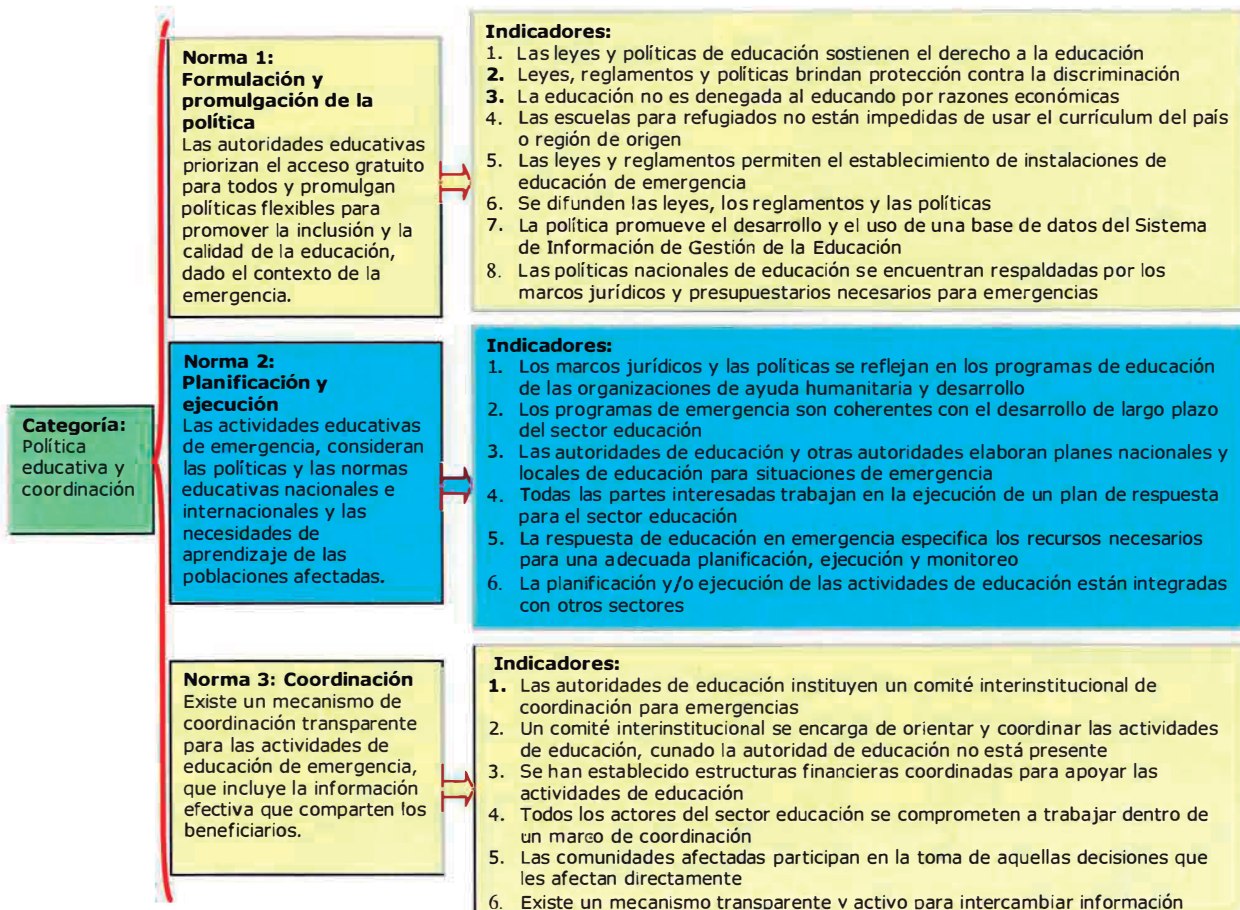 Categoría:
Política
educativa y
coordinación
Norma 1:
Formulación y
promulgación de la
política
Las autoridades educativas
priorizan el acceso gratuito
para todos y promulgan
políticas flexibles para
promover la inclusión y la
calidad de la educación,
dado el contexto de la
emergencia.
Indicadores:
1. Las leyes y políticas de educación sostienen el derecho a la educación
2. Leyes, reglamentos y políticas brindan protección contra la discriminación
3. La educación no es denegada al educando por razones económicas
4. Las escuelas para refugiados no están impedidas de usar el currículum del país
o región de origen
5. Las leyes y reglamentos permiten el establecimiento de instalaciones de
educación de emergencia
6. Se difunden las leyes, los reglamentos y las políticas
7. La política promueve el desarrollo y el uso de una base de datos del Sistema
de Información de Gestión de la Educación
8. Las políticas nacionales de educación se encuentran respaldadas por los
marcos jurídicos y presupuestarios necesarios para emergencias
Norma 2:
Planificación y
ejecución
Las actividades educativas
de emergencia, consideran
las políticas y las normas
educativas nacionales e
internacionales y las
necesidades de
aprendizaje de las
poblaciones afectadas.
Indicadores:
1. Los marcos jurídicos y las políticas se reflejan en los programas de educación
de las organizaciones de ayuda humanitaria y desarrollo
2. Los programas de emergencia son coherentes con el desarrollo de largo plazo
del sector educación
3. Las autoridades de educación y otras autoridades elaboran planes nacionales y
locales de educación para situaciones de emergencia
4. Todas las partes interesadas trabajan en la ejecución de un plan de respuesta
para el sector educación
5. La respuesta de educación en emergencia especifica los recursos necesarios
para una adecuada planificación, ejecución y monitoreo
6. La planificación y/o ejecución de las actividades de educación están integradas
con otros sectores
Norma 3: Coordinación
Existe un mecanismo de
coordinación transparente
para las actividades de
educación de emergencia,
que incluye la información
efectiva que comparten los
beneficiarios.
Indicadores:
1. Las autoridades de educación instituyen un comité interinstitucional de
coordinación para emergencias
2. Un comité interinstitucional se encarga de orientar y coordinar las actividades
de educación, cunado la autoridad de educación no está presente
3. Se han establecido estructuras financieras coordinadas para apoyar las
actividades de educación
4. Todos los actores del sector educación se comprometen a trabajar dentro de
un marco de coordinación
5. Las comunidades afectadas participan en la toma de aquellas decisiones que
les afectan directamente
6. Existe un mecanismo transparente y activo para intercambiar información